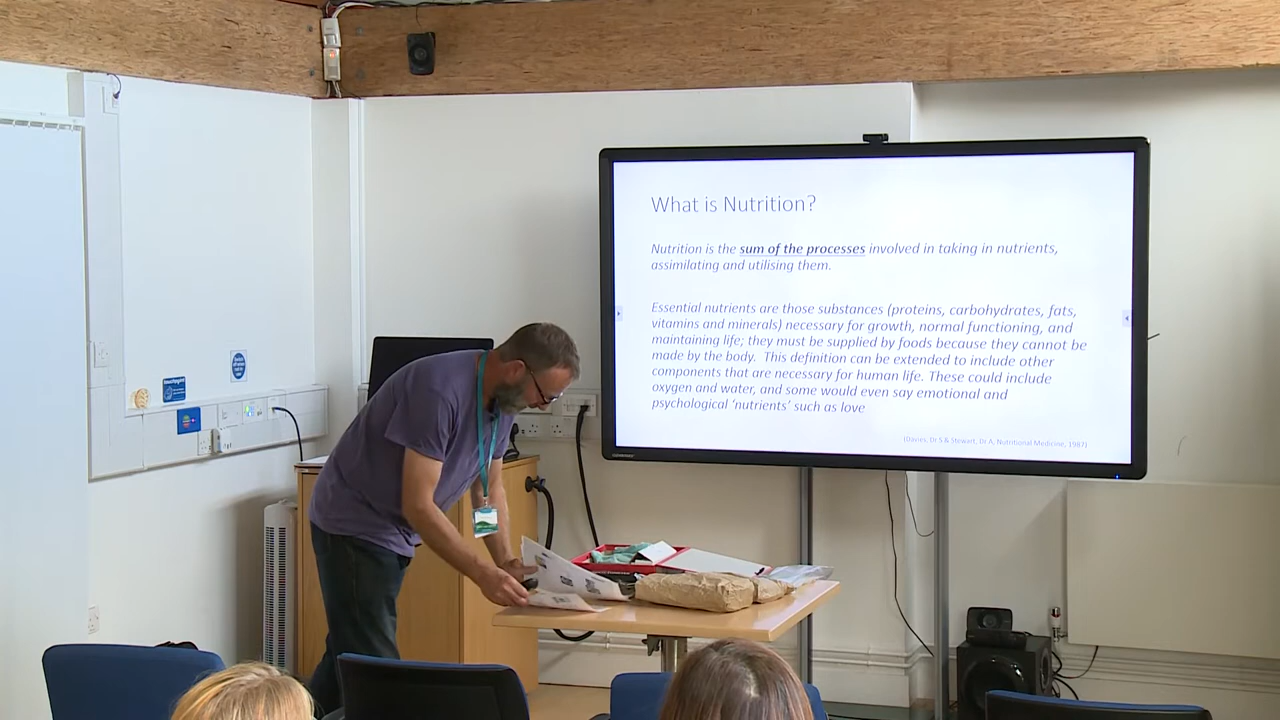 What is Nutrition?
Nutrition is the sum of the processes involved in taking in nutrients,
assimilating and utilising them.
Essential nutrients are those substances (proteins, carbohydrates, fats,
vitamins and minerals) necessary for growth, normal functioning, and
maintaining life; they must be supplied by foods because they cannot be
made by the body. This definition can be extended to include other
components that are necessary for human life. These could include
oxygen and water, and some would even say emotional and
psychological ‘nutrients’ such as love
(Davies, Dr S & Stewart, Dr A, Nutritional Medicine, 1987)